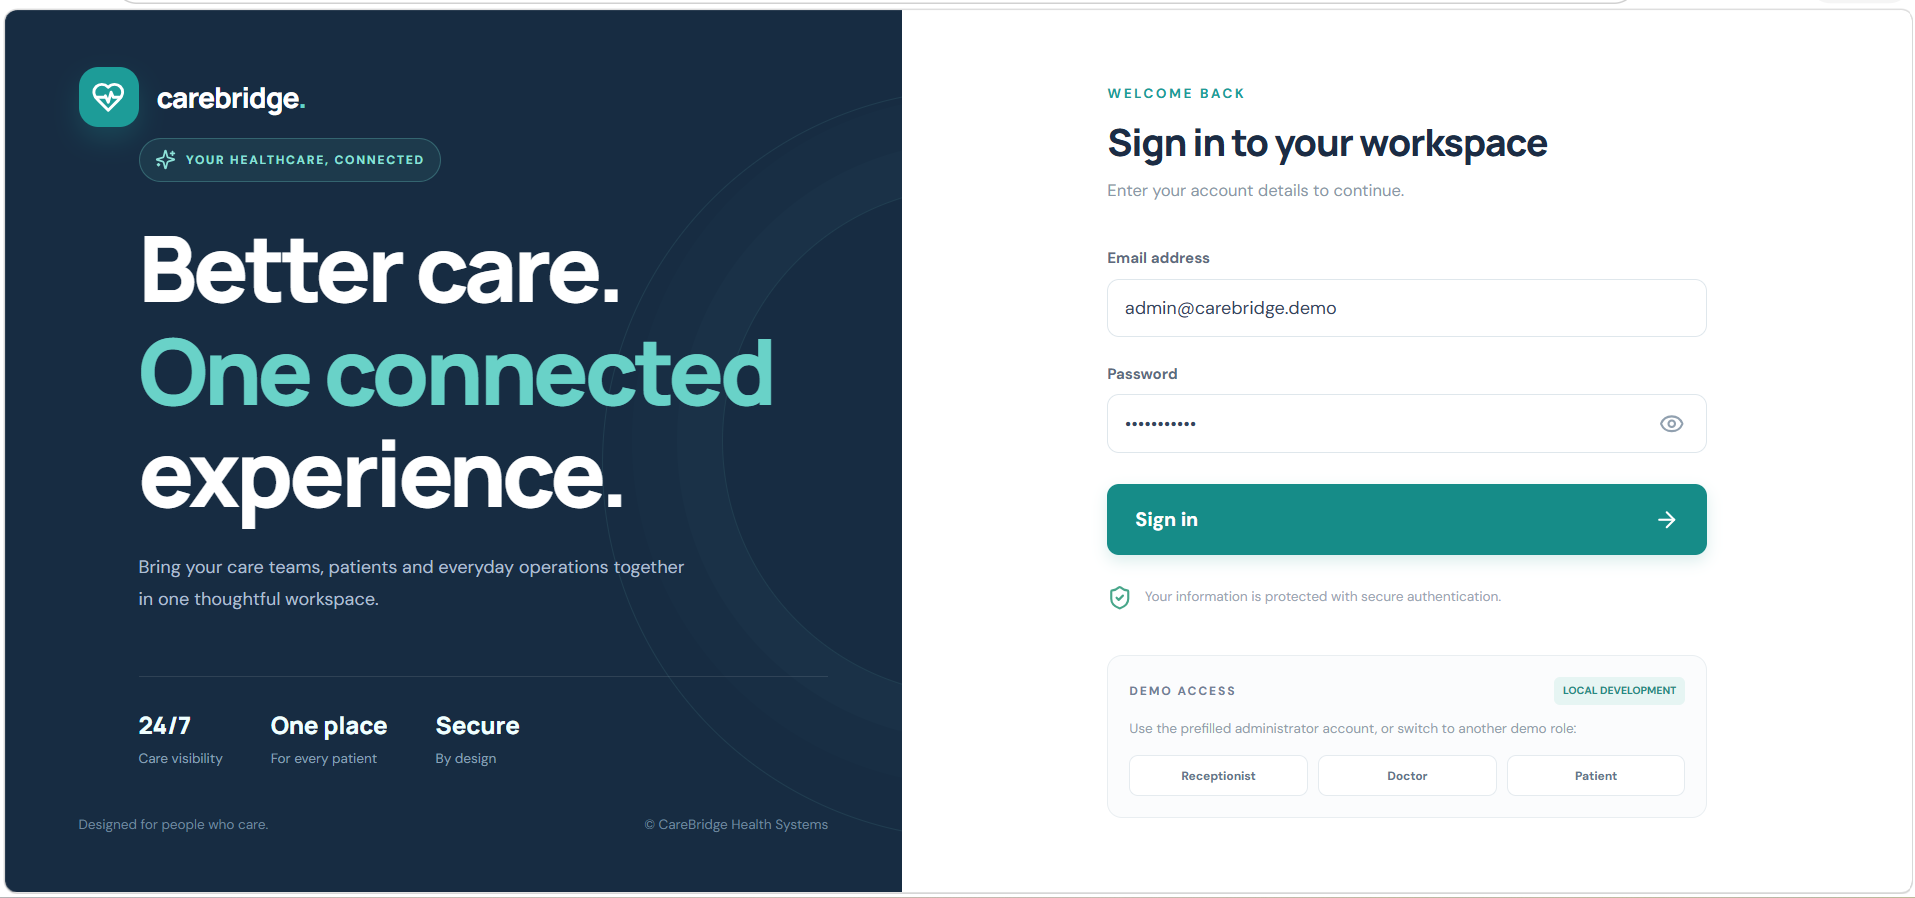 carebridge.
YOUR HEALTHCARE, CONNECTED
Better care.
One connected
experience.
Bring your care teams, patients and everyday operations together
in one thoughtful workspace.
24/7
Care visibility
One place
For every patient
Secure
By design
Designed for people who care.
© CareBridge Health Systems
WELCOME BACK
Sign in to your workspace
Enter your account details to continue.
Email address
admin@carebridge.demo
Password
•••••••••••
Sign in
Your information is protected with secure authentication.
DEMO ACCESS
LOCAL DEVELOPMENT
Use the prefilled administrator account, or switch to another demo role:
Receptionist
Doctor
Patient